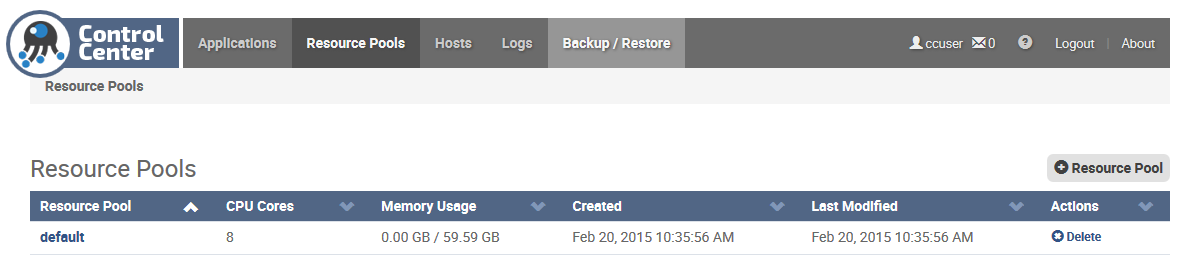 Control Center
Applications Resource Pools Hosts Logs Backup / Restore ccuser 0 ? Logout | About
Resource Pools
Resource Pools
Resource Pool
Resource Pool CPU Cores Memory Usage Created Last Modified Actions
default 8 0.00 GB / 59.59 GB Feb 20, 2015 10:35:56 AM Feb 20, 2015 10:35:56 AM Delete